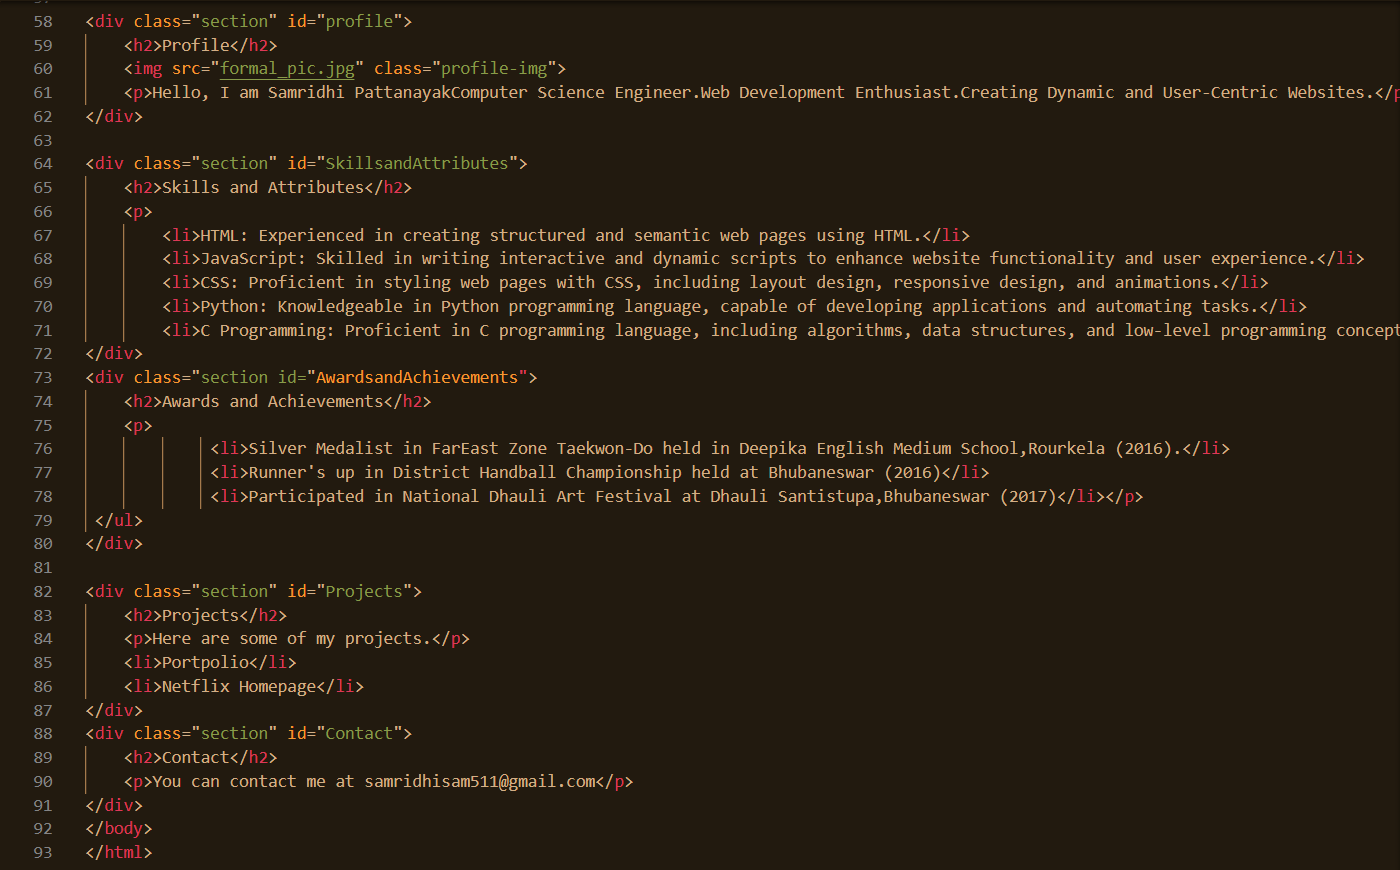 58 <div class="section" id="profile">
59 <h2>Profile</h2>
60 <img src="formal_pic.jpg" class="profile-img">
61 <p>Hello, I am Samridhi PattanayakComputer Science Engineer.Web Development Enthusiast.Creating Dynamic and User-Centric Websites.</p
62 </div>
63
64 <div class="section" id="SkillsandAttributes">
65 <h2>Skills and Attributes</h2>
66 <p>
67 <li>HTML: Experienced in creating structured and semantic web pages using HTML.</li>
68 <li>JavaScript: Skilled in writing interactive and dynamic scripts to enhance website functionality and user experience.</li>
69 <li>CSS: Proficient in styling web pages with CSS, including layout design, responsive design, and animations.</li>
70 <li>Python: Knowledgeable in Python programming language, capable of developing applications and automating tasks.</li>
71 <li>C Programming: Proficient in C programming language, including algorithms, data structures, and low-level programming concept
72 </div>
73 <div class="section id="AwardsandAchievements">
74 <h2>Awards and Achievements</h2>
75 <p>
76 <li>Silver Medalist in FarEast Zone Taekwon-Do held in Deepika English Medium School,Rourkela (2016).</li>
77 <li>Runner's up in District Handball Championship held at Bhubaneswar (2016)</li>
78 <li>Participated in National Dhauli Art Festival at Dhauli Santistupa,Bhubaneswar (2017)</li></p>
79 </ul>
80 </div>
81
82 <div class="section" id="Projects">
83 <h2>Projects</h2>
84 <p>Here are some of my projects.</p>
85 <li>Portpolio</li>
86 <li>Netflix Homepage</li>
87 </div>
88 <div class="section" id="Contact">
89 <h2>Contact</h2>
90 <p>You can contact me at samridhisam511@gmail.com</p>
91 </div>
92 </body>
93 </html>